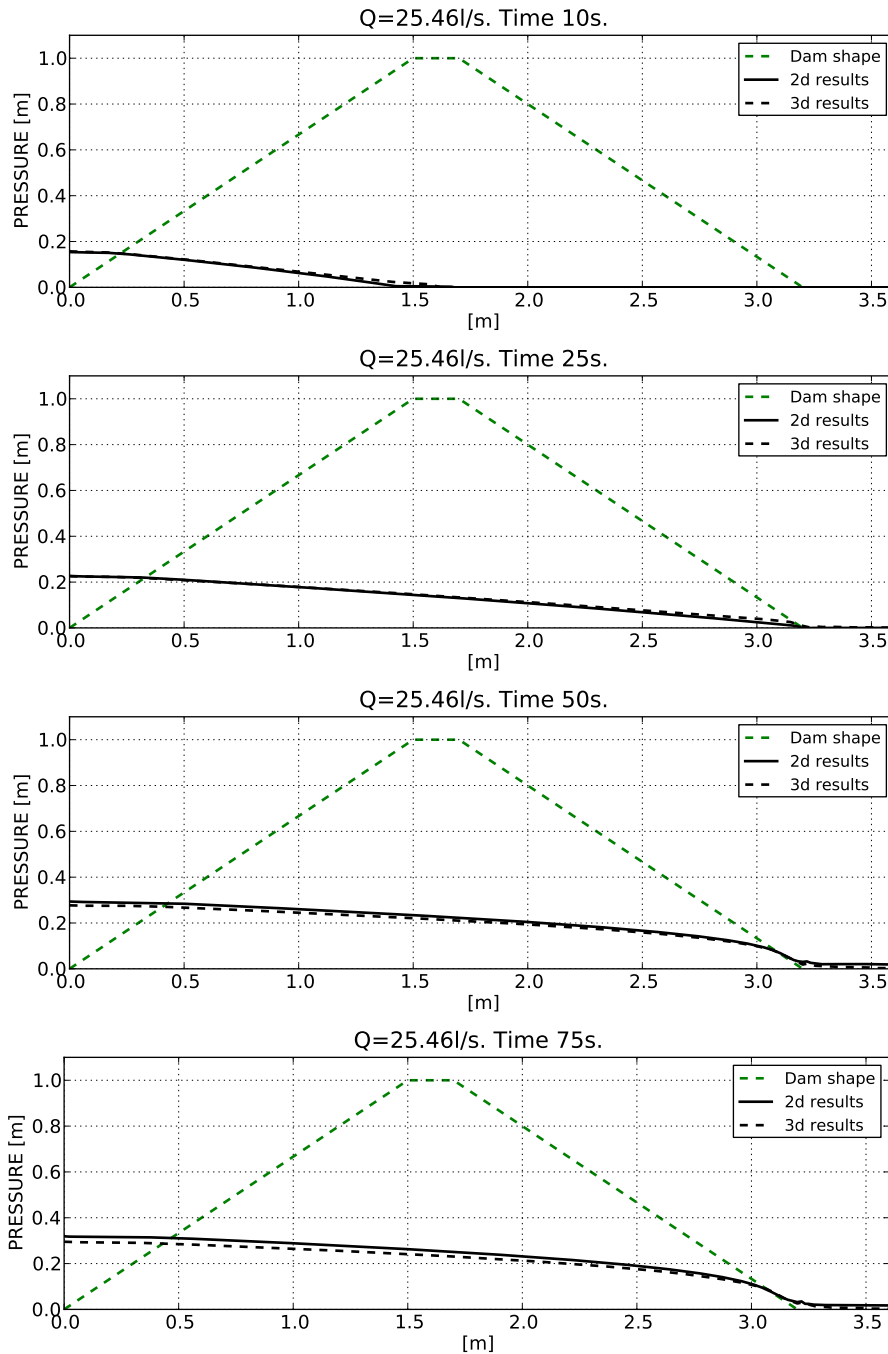 Q=25.46l/s. Time 10s.
PRESSURE [m]
1.0
0.8
0.6
0.4
0.2
0.0
Dam shape
2d results
3d results
0.0 0.5 1.0 1.5 2.0 2.5 3.0 3.5
[m]
Q=25.46l/s. Time 25s.
PRESSURE [m]
1.0
0.8
0.6
0.4
0.2
0.0
Dam shape
2d results
3d results
0.0 0.5 1.0 1.5 2.0 2.5 3.0 3.5
[m]
Q=25.46l/s. Time 50s.
PRESSURE [m]
1.0
0.8
0.6
0.4
0.2
0.0
Dam shape
2d results
3d results
0.0 0.5 1.0 1.5 2.0 2.5 3.0 3.5
[m]
Q=25.46l/s. Time 75s.
PRESSURE [m]
1.0
0.8
0.6
0.4
0.2
0.0
Dam shape
2d results
3d results
0.0 0.5 1.0 1.5 2.0 2.5 3.0 3.5
[m]